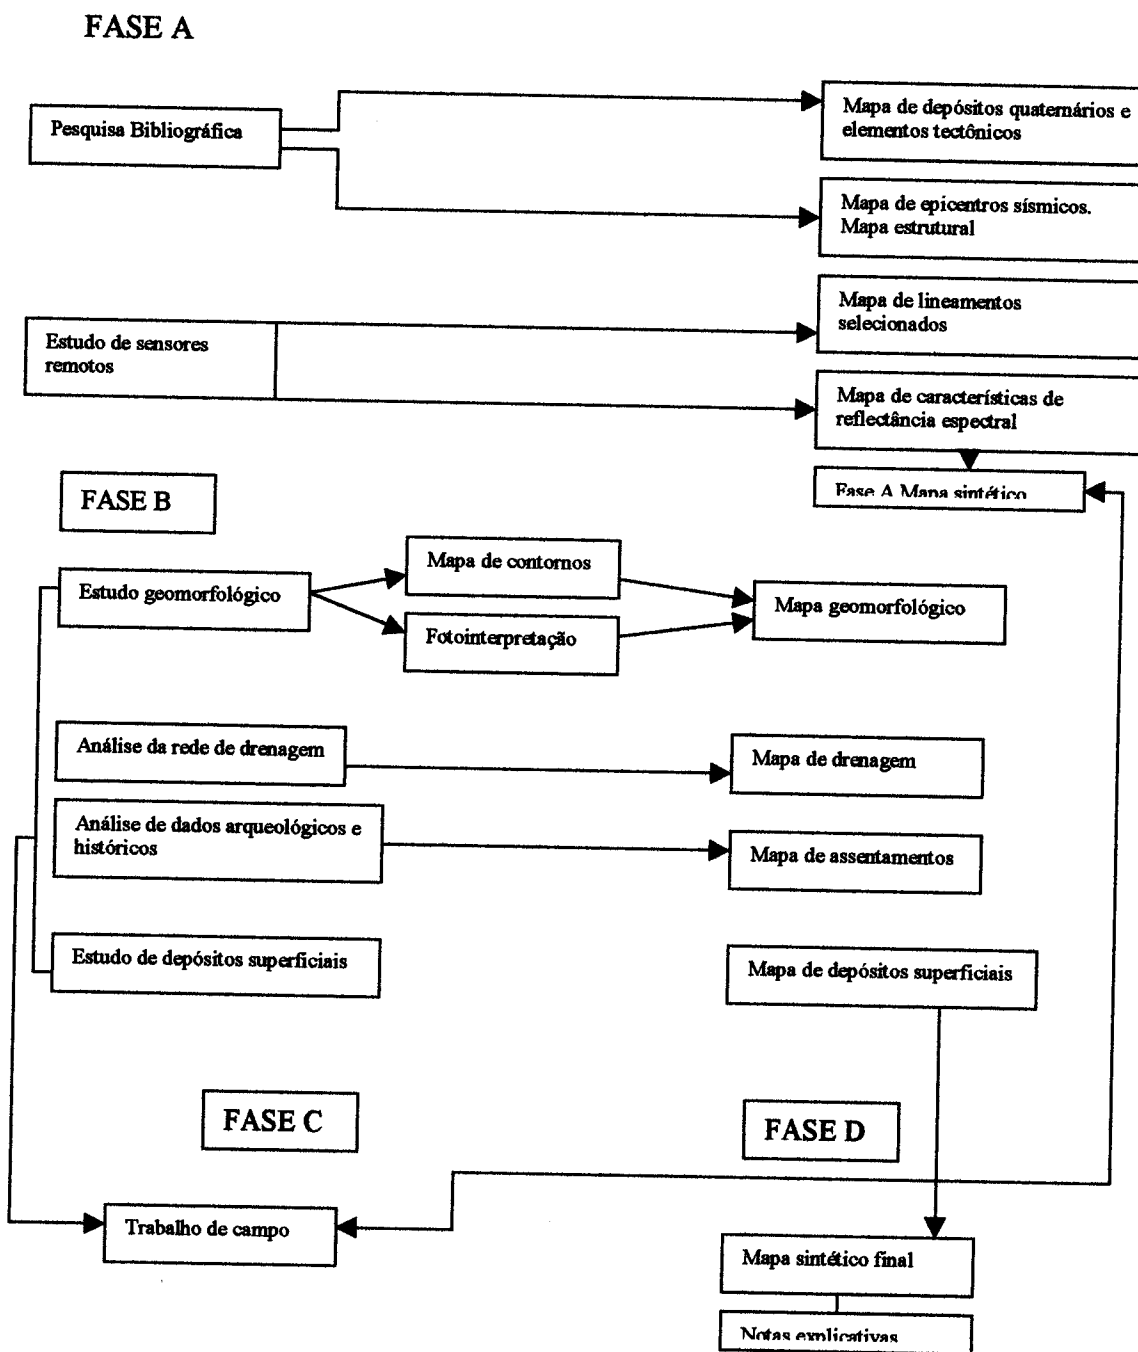 FASE A
Pesquisa Bibliográfica
Mapa de depósitos quaternários e
elementos tectônicos
Mapa de epicentros sísmicos.
Mapa estrutural
Mapa de lineamentos
selecionados
Estudo de sensores
remotos
Mapa de características de
reflectância espectral
Fase A Mapa sintético
FASE B
Estudo geomorfológico
Mapa de contornos
Fotointerpretação
Mapa geomorfológico
Análise da rede de drenagem
Mapa de drenagem
Análise de dados arqueológicos e
históricos
Mapa de assentamentos
Estudo de depósitos superficiais
Mapa de depósitos superficiais
FASE C
FASE D
Trabalho de campo
Mapa sintético final
Notas explicativas